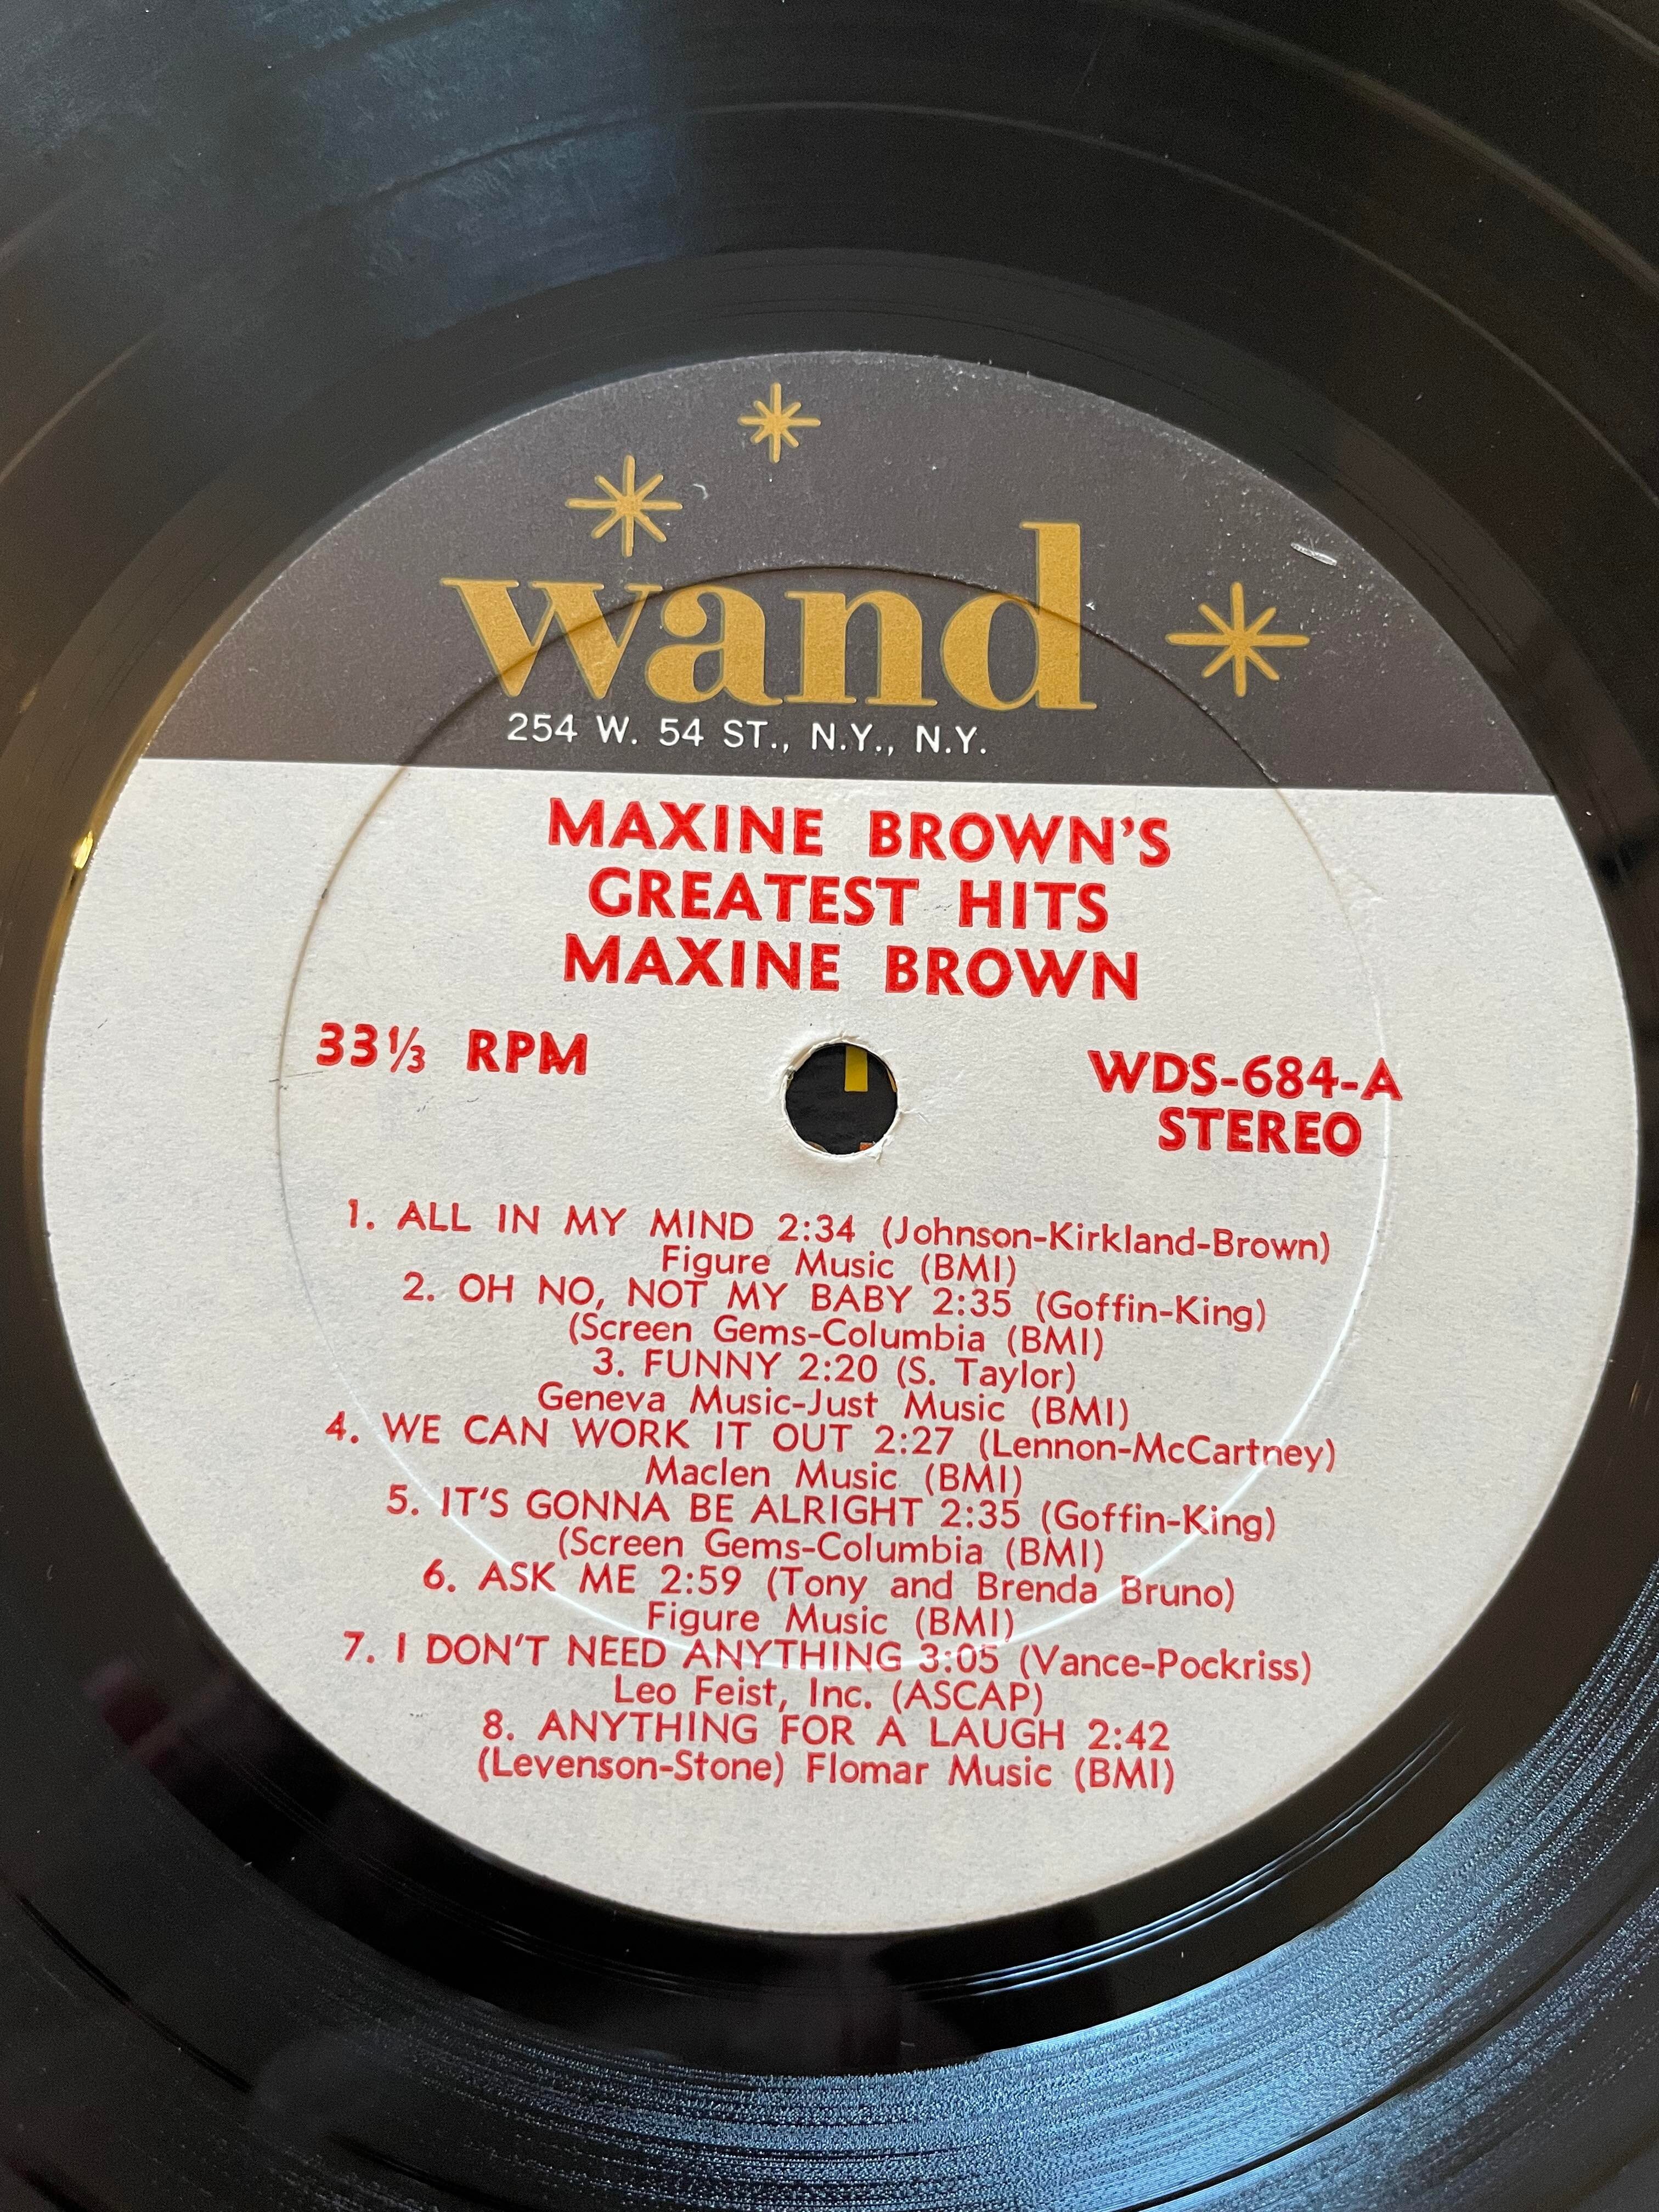 wand
254 W. 54 ST., N.Y., N.Y.
MAXINE BROWN'S
GREATEST HITS
MAXINE BROWN
33⅓ RPM
WDS-684-A
STEREO
1. ALL IN MY MIND 2:34 (Johnson-Kirkland-Brown)
Figure Music (BMI)
2. OH NO, NOT MY BABY 2:35 (Goffin-King)
(Screen Gems-Columbia (BMI)
3. FUNNY 2:20 (S. Taylor)
Geneva Music-Just Music (BMI)
4. WE CAN WORK IT OUT 2:27 (Lennon-McCartney)
Maclen Music (BMI)
5. IT'S GONNA BE ALRIGHT 2:35 (Goffin-King)
(Screen Gems-Columbia (BMI)
6. ASK ME 2:59 (Tony and Brenda Bruno)
Figure Music (BMI)
7. I DON'T NEED ANYTHING 3:05 (Vance-Pockriss)
Leo Feist, Inc. (ASCAP)
8. ANYTHING FOR A LAUGH 2:42
(Levenson-Stone) Flomar Music (BMI)